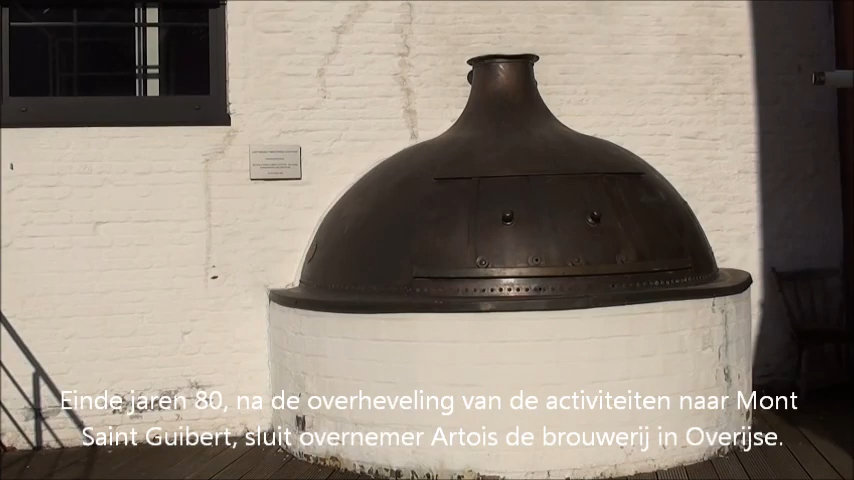 Einde jaren 80, na de overheveling van de activiteiten naar Mont
Saint Guibert, sluit overnemer Artois de brouwerij in Overijse.